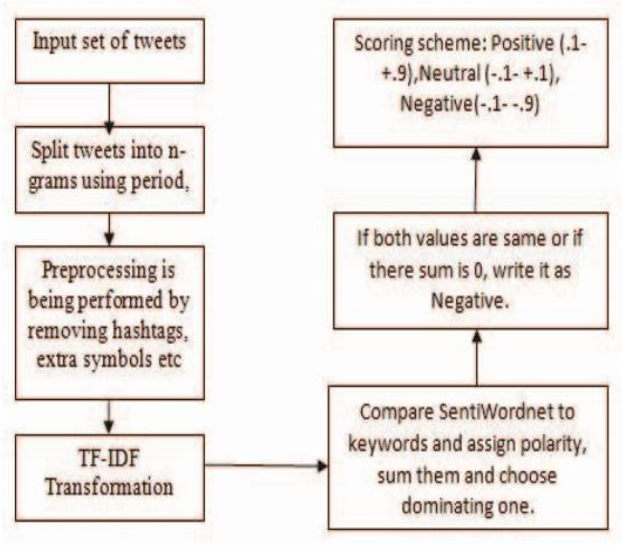 Input set of tweets
Split tweets into n-
grams using period,
Preprocessing is
being performed by
removing hashtags,
extra symbols etc
TF-IDF
Transformation
Compare SentiWordnet to
keywords and assign polarity,
sum them and choose
dominating one.
If both values are same or if
there sum is 0, write it as
Negative.
Scoring scheme: Positive (.1-
+.9),Neutral (-.1- +.1),
Negative(-.1- -.9)